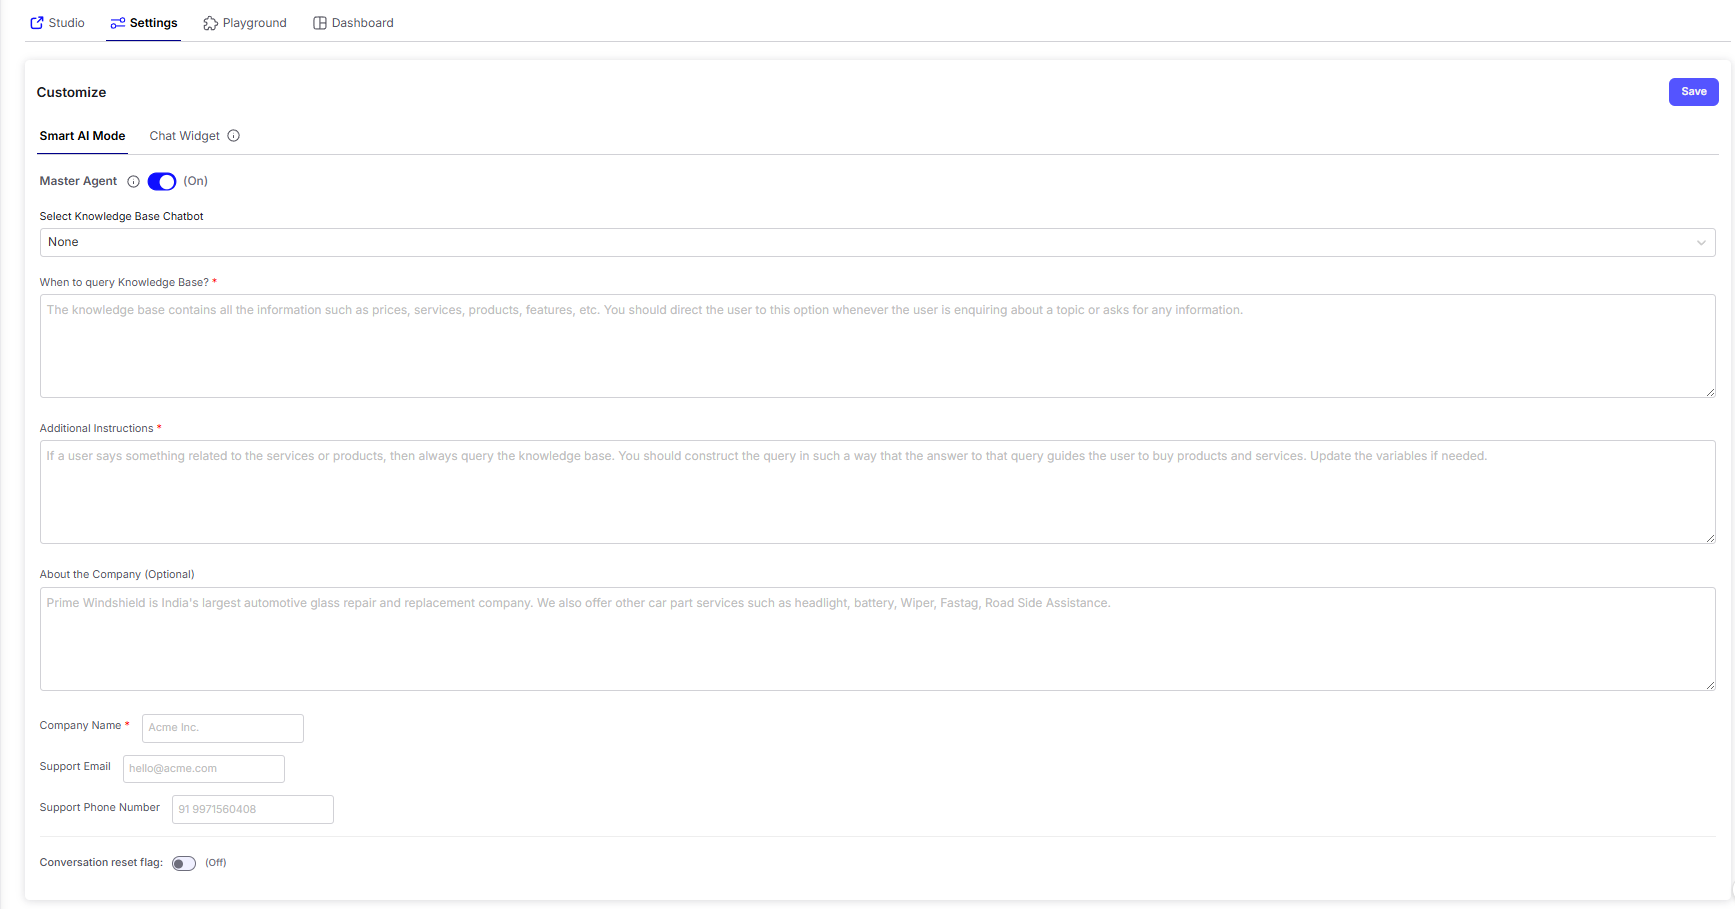 Studio Settings Playground Dashboard
Customize
Save
Smart AI Mode Chat Widget
Master Agent (On)
Select Knowledge Base Chatbot
None
When to query Knowledge Base? *
The knowledge base contains all the information such as prices, services, products, features, etc. You should direct the user to this option whenever the user is enquiring about a topic or asks for any information.
Additional Instructions *
If a user says something related to the services or products, then always query the knowledge base. You should construct the query in such a way that the answer to that query guides the user to buy products and services. Update the variables if needed.
About the Company (Optional)
Prime Windshield is India's largest automotive glass repair and replacement company. We also offer other car part services such as headlight, battery, Wiper, Fastag, Road Side Assistance.
Company Name * Acme Inc.
Support Email hello@acme.com
Support Phone Number 91 9971560408
Conversation reset flag: (Off)